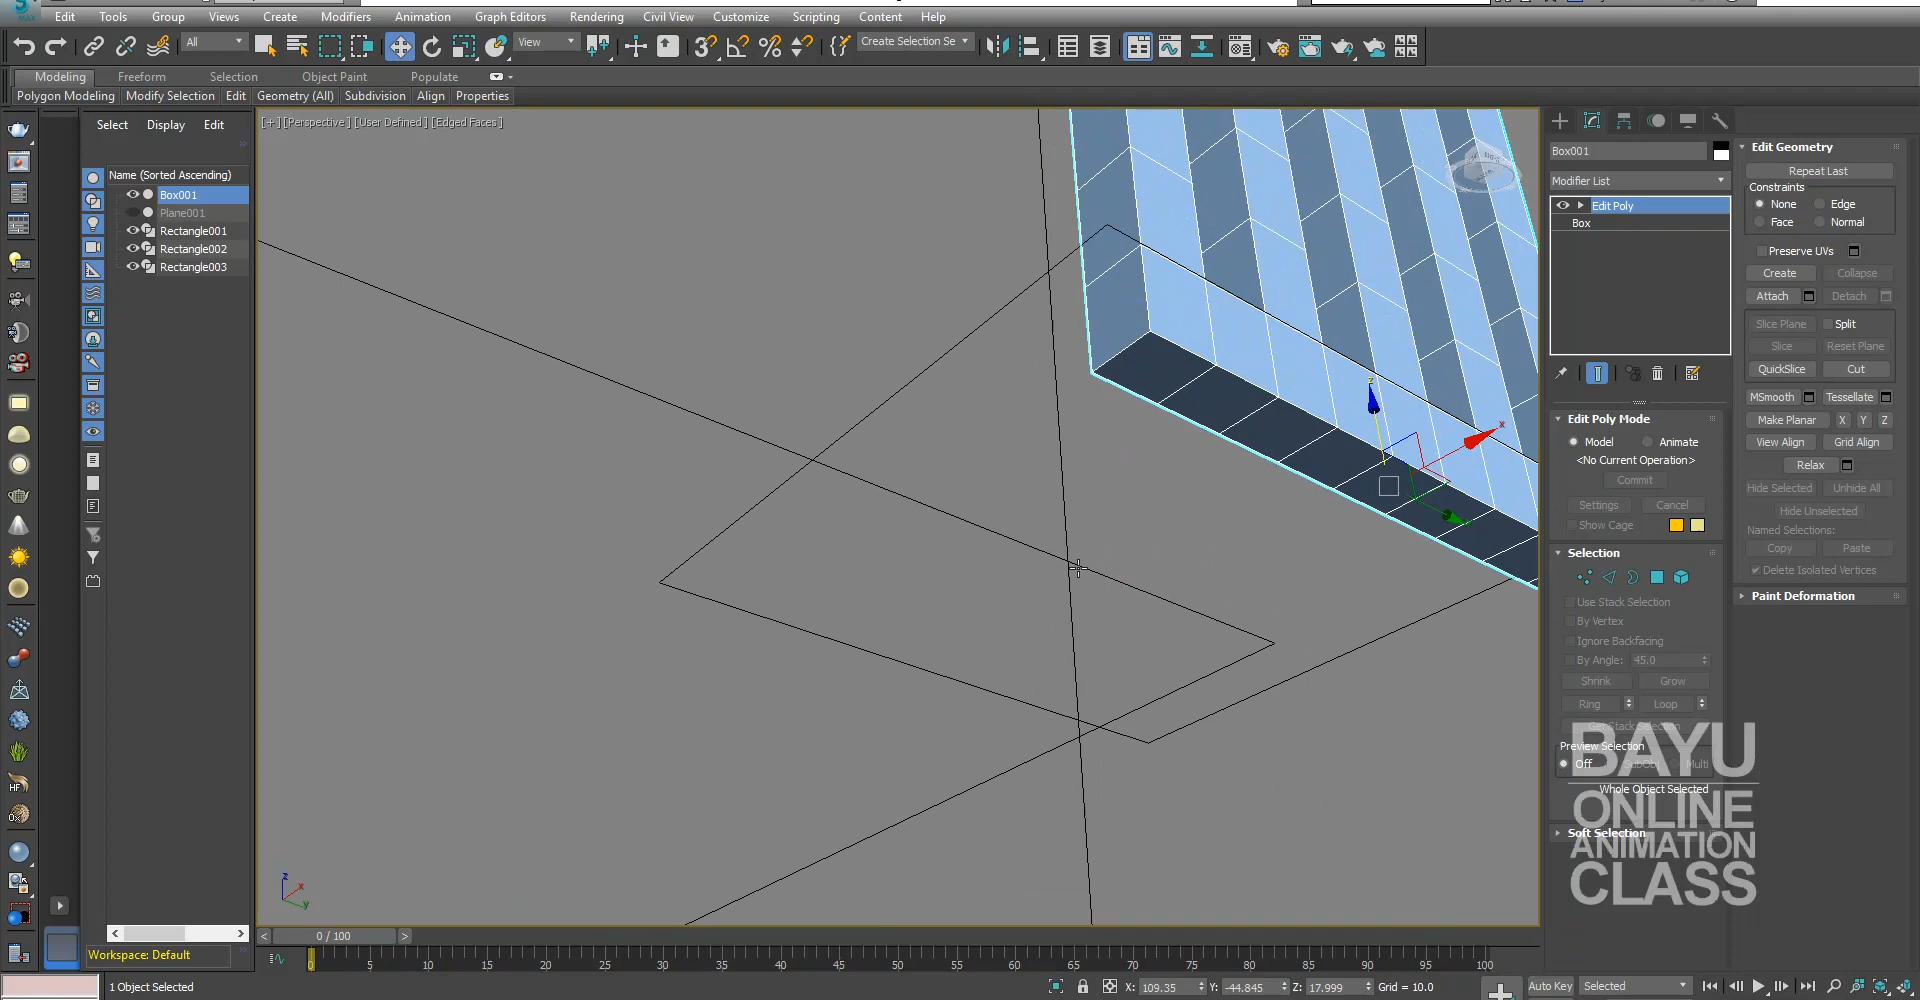 Edit Tools Group Views Create Modifiers Animation Graph Editors Rendering Civil View Customize Scripting Content Help
All View Create Selection Se
Modeling Freeform Selection Object Paint Populate
Polygon Modeling Modify Selection Edit Geometry (All) Subdivision Align Properties
Select Display Edit
Name (Sorted Ascending)
Box001
Plane001
Rectangle001
Rectangle002
Rectangle003
Workspace: Default
[+] [Perspective] [User Defined] [Edged Faces]
z
x
z x y
Box001
Modifier List
Edit Poly
Box
Edit Poly Mode
Model Animate
<No Current Operation>
Commit
Settings Cancel
Show Cage
Selection
Use Stack Selection
By Vertex
Ignore Backfacing
By Angle: 45.0
Shrink Grow
Ring Loop
Get Stack Selection
Preview Selection
Off SubObj Multi
Whole Object Selected
Soft Selection
Edit Geometry
Repeat Last
Constraints
None Edge
Face Normal
Preserve UVs
Create Collapse
Attach Detach
Slice Plane Split
Slice Reset Plane
QuickSlice Cut
MSmooth Tessellate
Make Planar X Y Z
View Align Grid Align
Relax
Hide Selected Unhide All
Hide Unselected
Named Selections:
Copy Paste
Delete Isolated Vertices
Paint Deformation
BAYU
ONLINE
ANIMATION
CLASS
< 0 / 100 >
0 5 10 15 20 25 30 35 40 45 50 55 60 65 70 75 80 85 90 95 100
1 Object Selected
X: 109.35 Y: -44.845 Z: 17.999 Grid = 10.0
Auto Key Selected